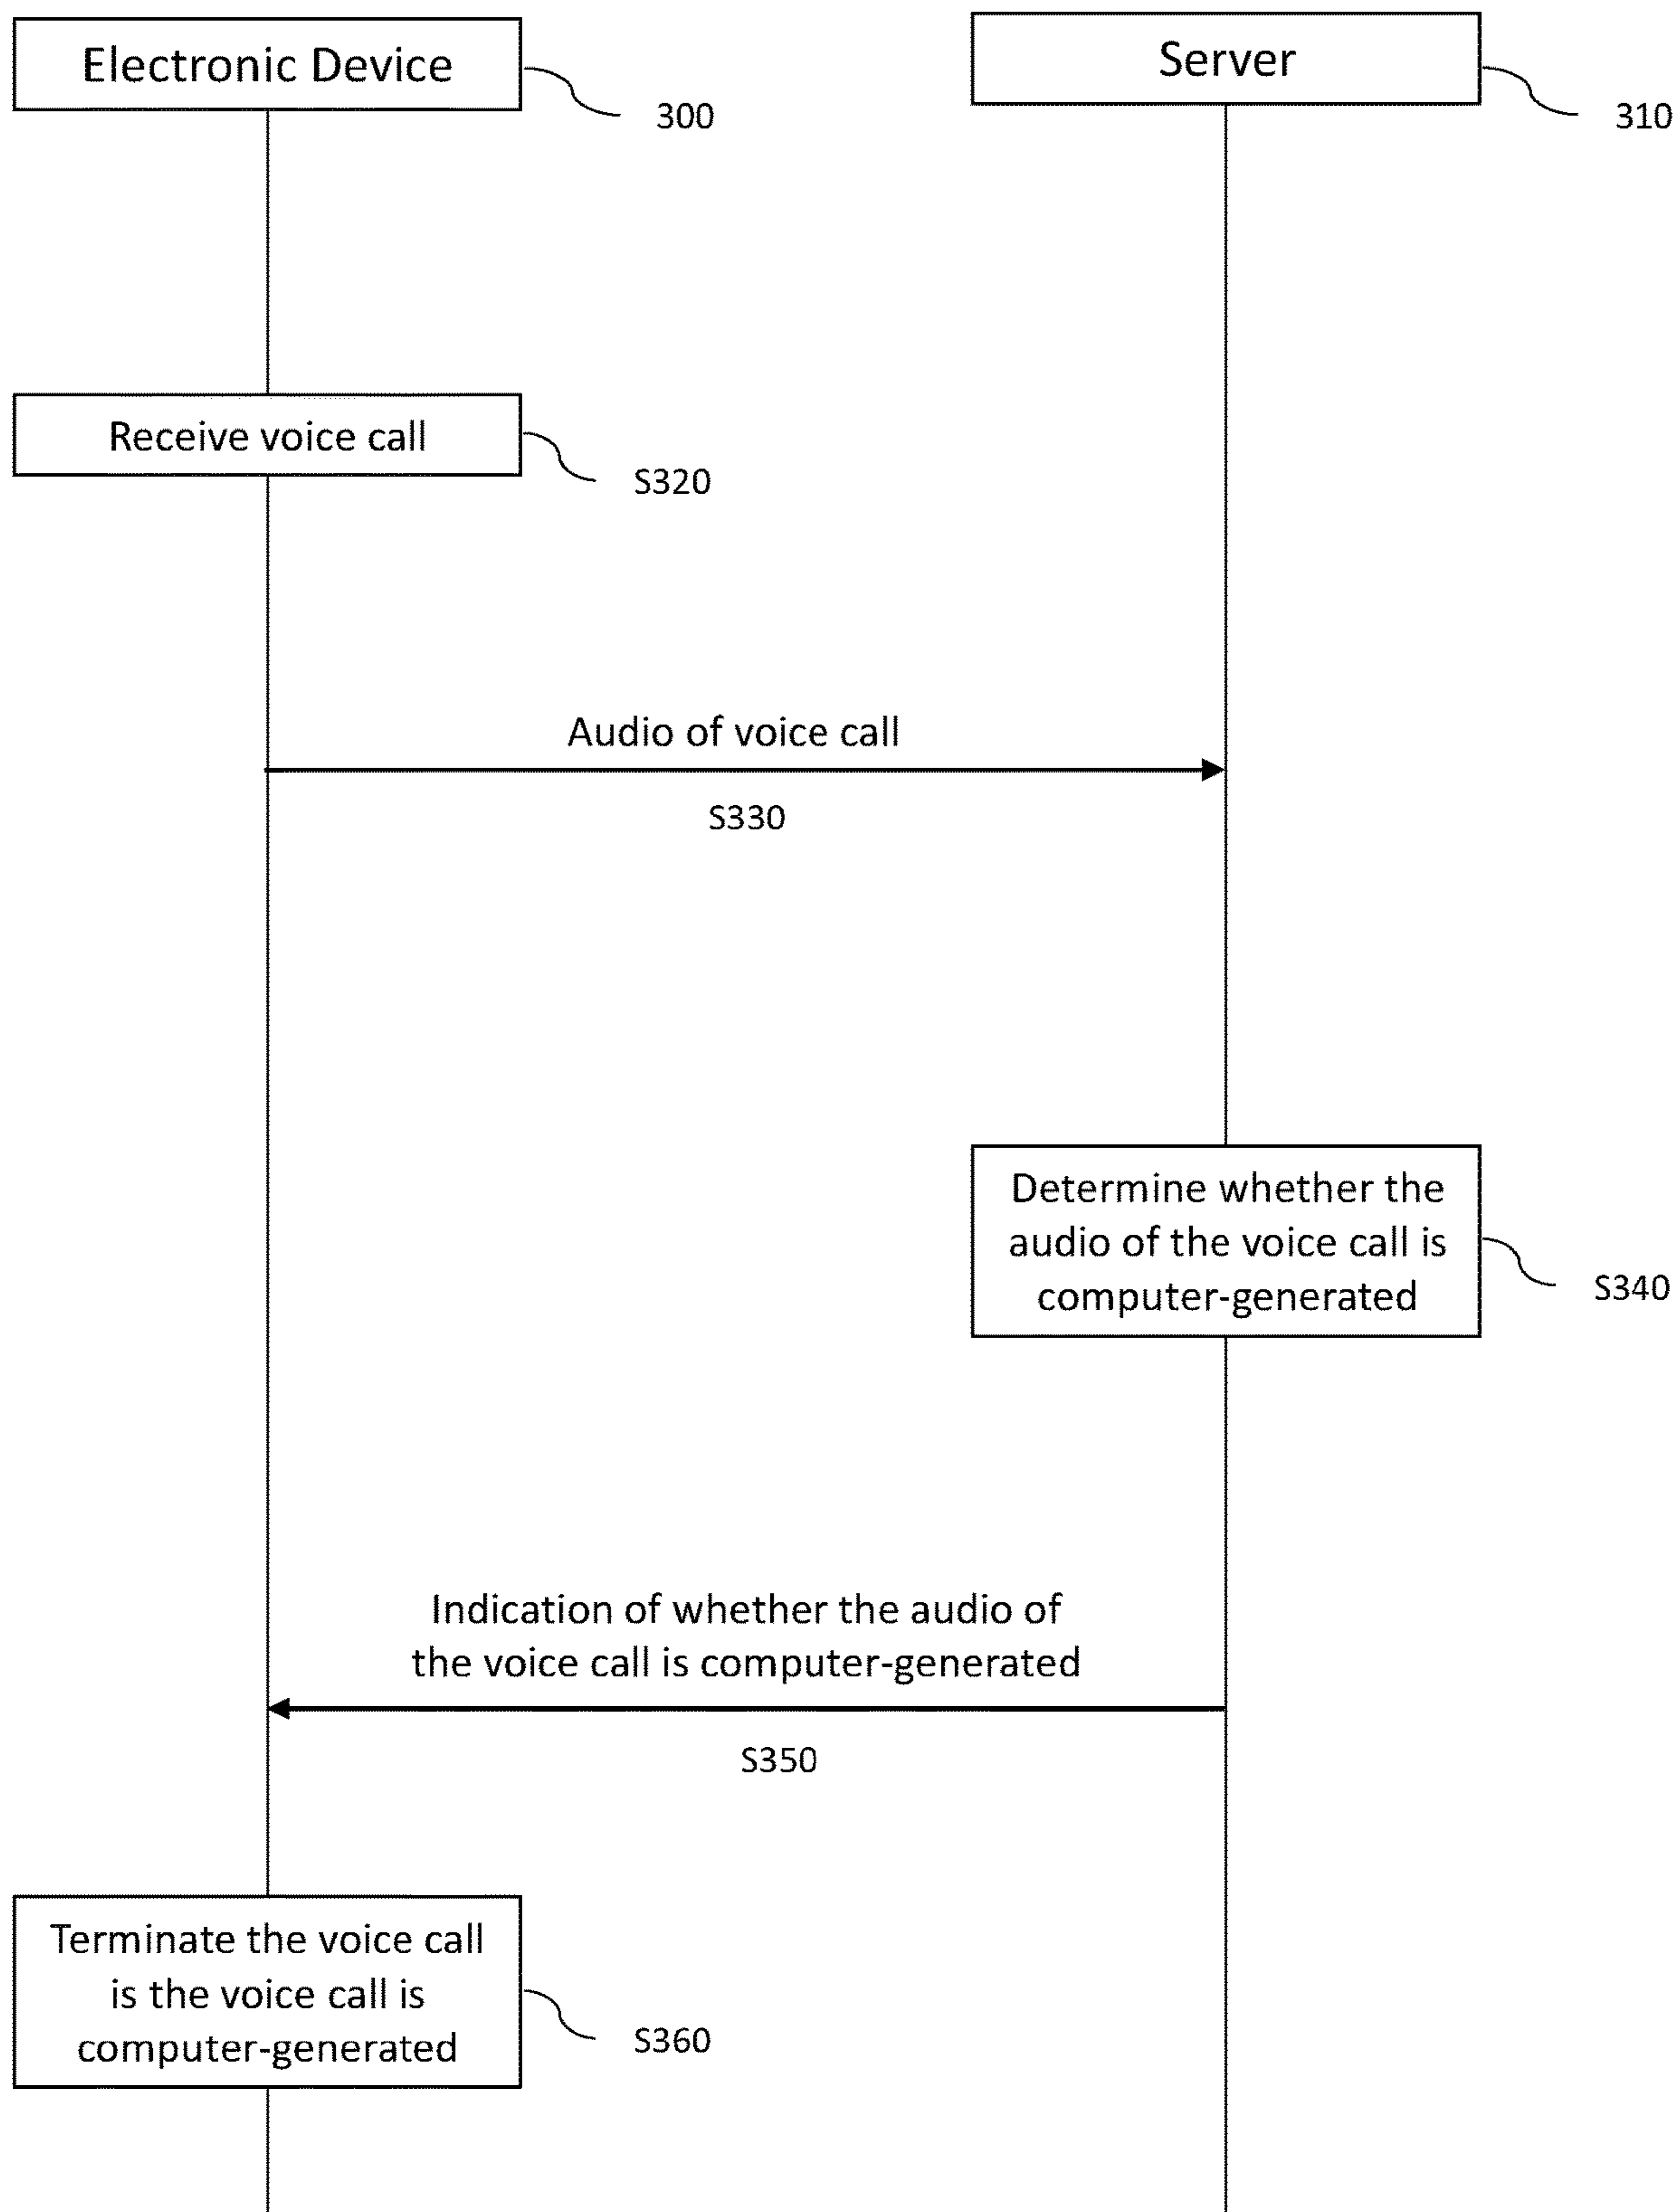 Electronic Device
300
Server
310
Receive voice call
S320
Audio of voice call
S330
Determine whether the
audio of the voice call is
computer-generated
S340
Indication of whether the audio of
the voice call is computer-generated
S350
Terminate the voice call
is the voice call is
computer-generated
S360